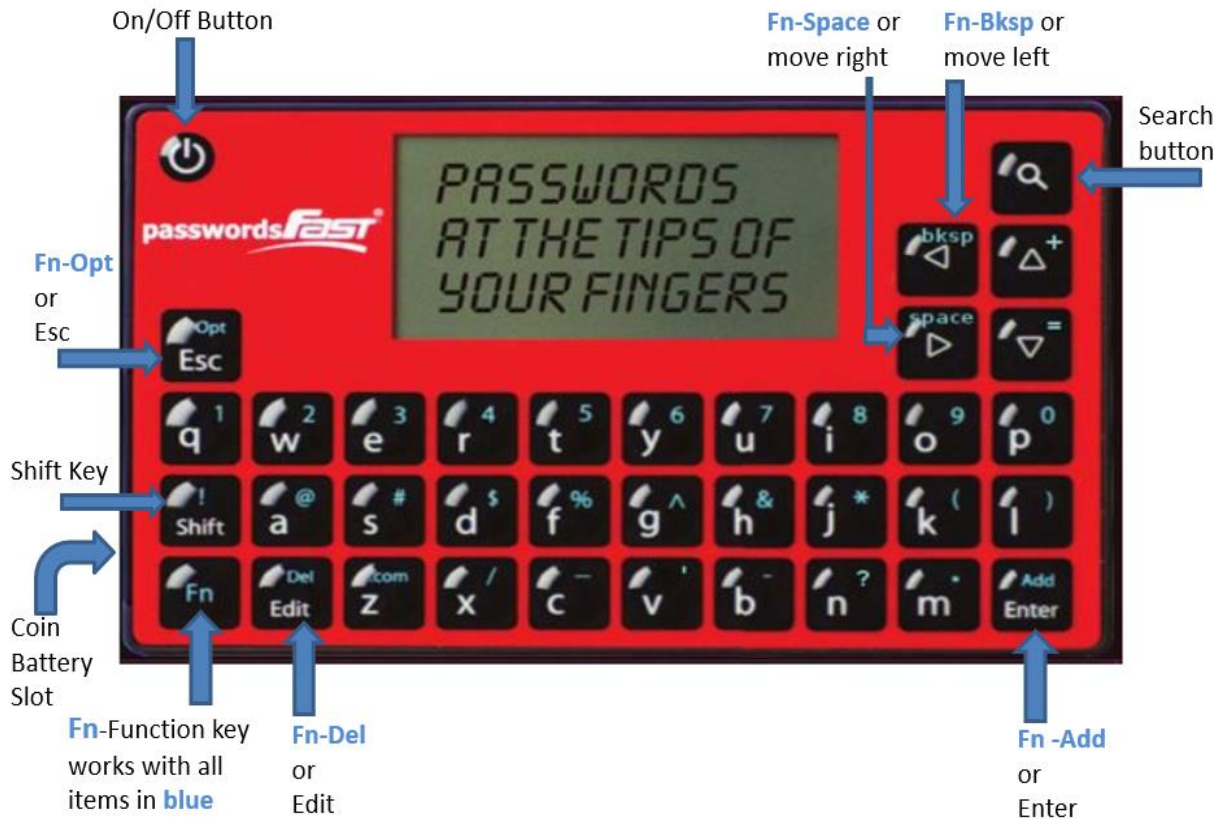 On/Off Button
Fn-Space or
move right
Fn-Bksp or
move left
Search
button
PASSWORDS
AT THE TIPS OF
YOUR FINGERS
passwordsFast®
bksp
+
space
=
Fn-Opt
or
Esc
Opt
Esc
1 2 3 4 5 6 7 8 9 0
q w e r t y u i o p
Shift Key
! @ # $ % ^ & * ( )
Shift a s d f g h j k l
Fn
Del .com / — ' - ? . Add
Edit z x c v b n m Enter
Coin
Battery
Slot
Fn-Function key
works with all
items in blue
Fn-Del
or
Edit
Fn -Add
or
Enter